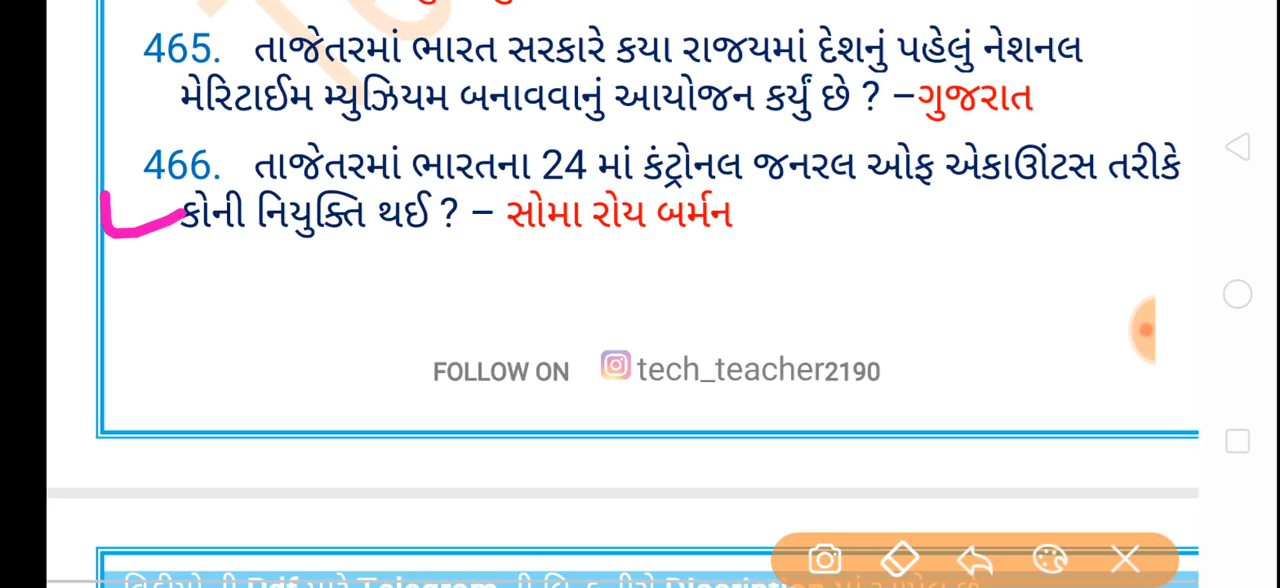 465. તાજેતરમાં ભારત સરકારે કયા રાજયમાં દેશનું પહેલું નેશનલ
મેરિટાઈમ મ્યુઝિયમ બનાવવાનું આયોજન કર્યું છે ? –ગુજરાત
466. તાજેતરમાં ભારતના 24 માં કંટ્રોનલ જનરલ ઓફ એકાઊંટસ તરીકે
કોની નિયુક્તિ થઈ ? – સોમા રોય બર્મન
FOLLOW ON tech_teacher2190